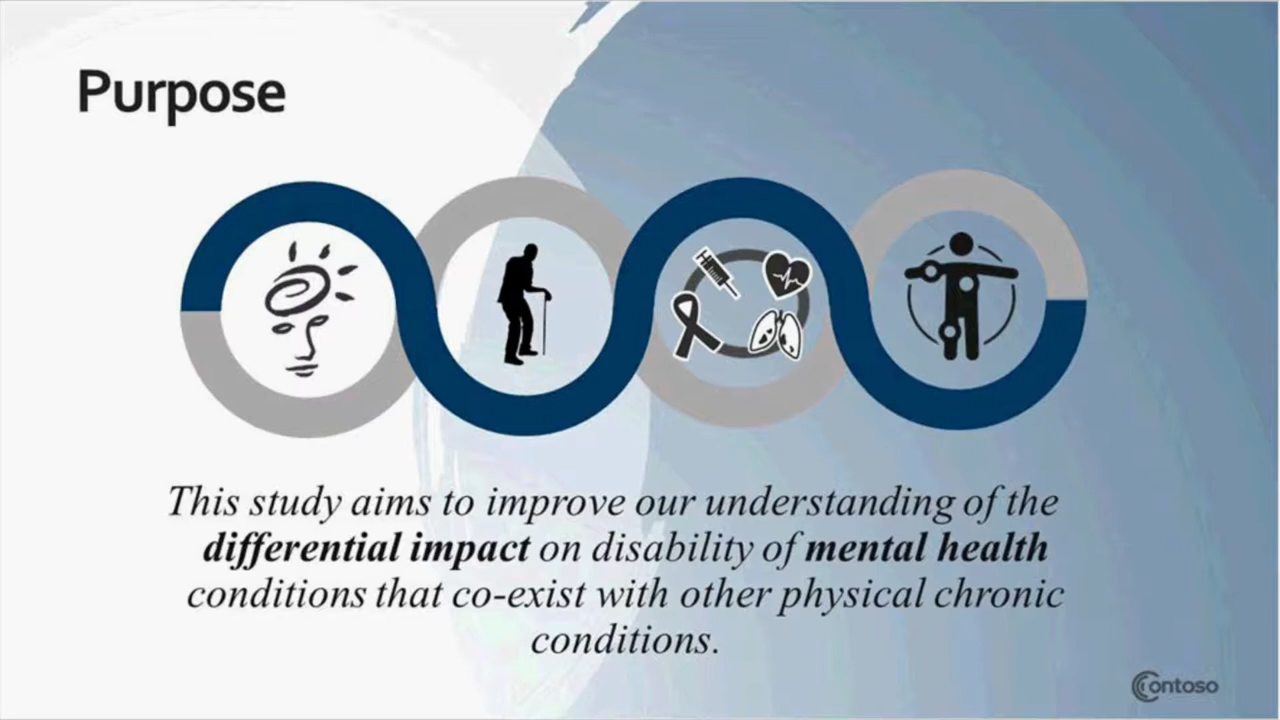 Purpose
This study aims to improve our understanding of the
differential impact on disability of mental health
conditions that co-exist with other physical chronic
conditions.
Contoso